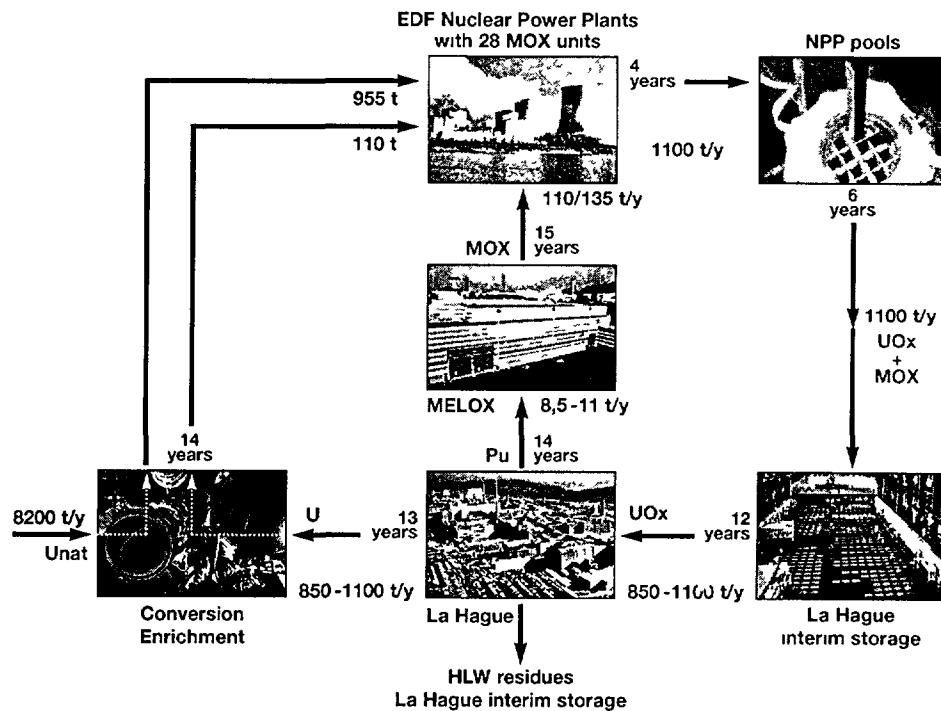 EDF Nuclear Power Plants
with 28 MOX units
NPP pools
4
years
955 t
110 t
1100 t/y
110/135 t/y
6
years
15
years
MOX
1100 t/y
UOx
+
MOX
MELOX
8,5-11 t/y
14
years
Pu
14
years
8200 t/y
Unat
U
13
years
UOx
12
years
850-1100 t/y
850-1100 t/y
Conversion
Enrichment
La Hague
La Hague
interim storage
HLW residues
La Hague interim storage